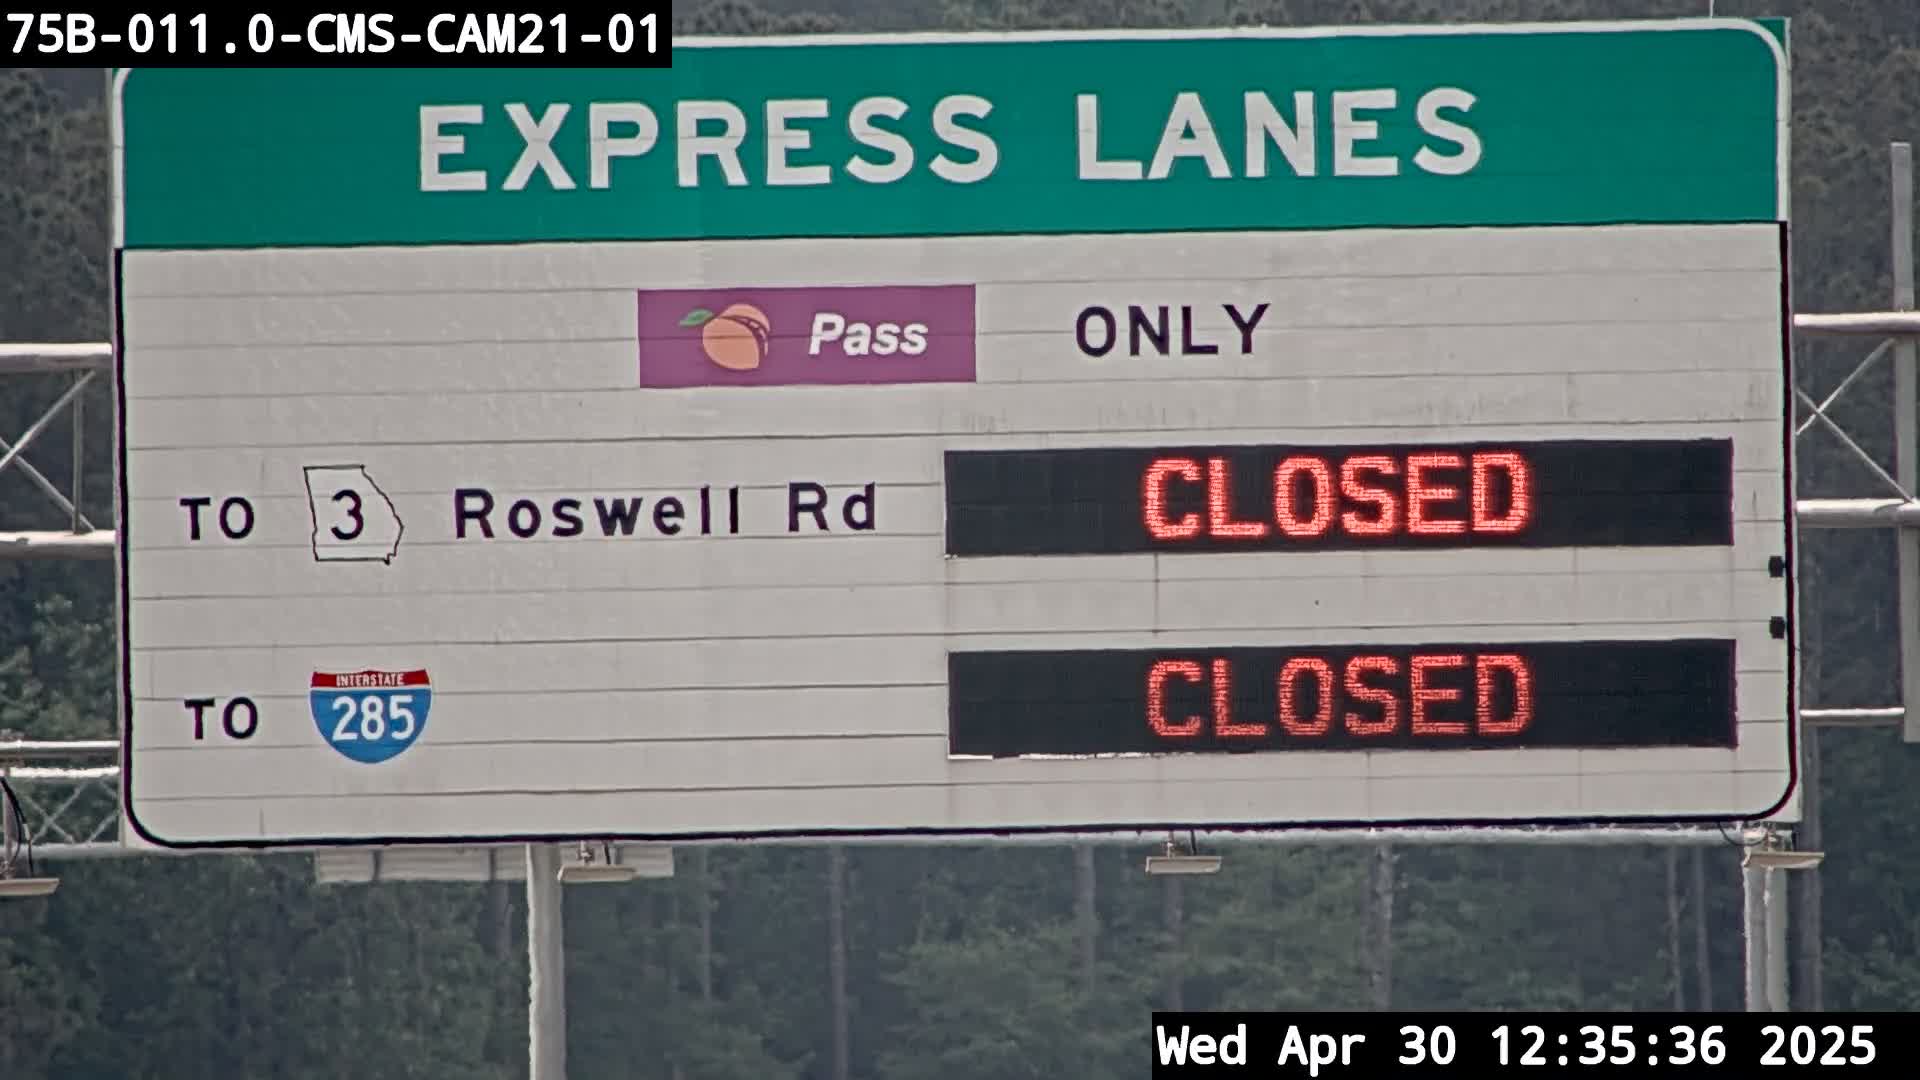 75B-011.0-CMS-CAM21-01
EXPRESS LANES
Pass ONLY
TO 3 Roswell Rd CLOSED
INTERSTATE
TO 285 CLOSED
Wed Apr 30 12:35:36 2025